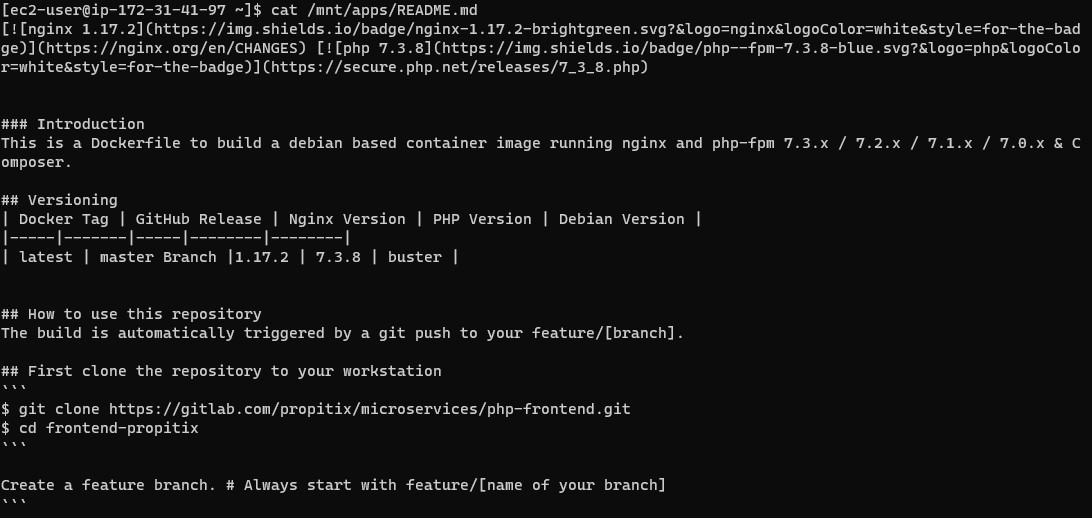 [ec2-user@ip-172-31-41-97 ~]$ cat /mnt/apps/README.md
[![nginx 1.17.2](https://img.shields.io/badge/nginx-1.17.2-brightgreen.svg?&logo=nginx&logoColor=white&style=for-the-bad
ge)](https://nginx.org/en/CHANGES) [![php 7.3.8](https://img.shields.io/badge/php--fpm-7.3.8-blue.svg?&logo=php&logoColo
r=white&style=for-the-badge)](https://secure.php.net/releases/7_3_8.php)
### Introduction
This is a Dockerfile to build a debian based container image running nginx and php-fpm 7.3.x / 7.2.x / 7.1.x / 7.0.x & C
omposer.
## Versioning
| Docker Tag | GitHub Release | Nginx Version | PHP Version | Debian Version |
|-----|-------|-----|--------|--------|
| latest | master Branch |1.17.2 | 7.3.8 | buster |
## How to use this repository
The build is automatically triggered by a git push to your feature/[branch].
## First clone the repository to your workstation
```
$ git clone https://gitlab.com/propitix/microservices/php-frontend.git
$ cd frontend-propitix
```
Create a feature branch. # Always start with feature/[name of your branch]
```